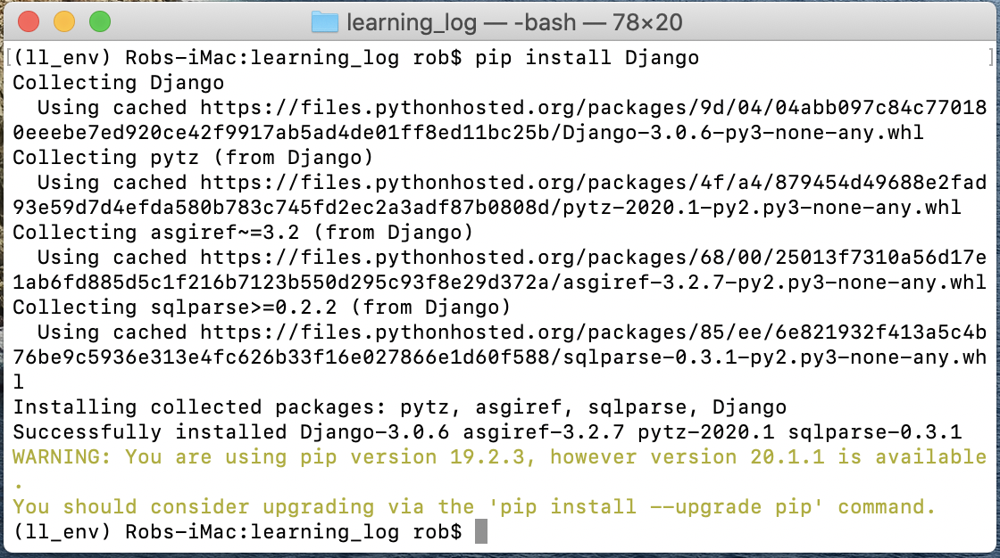 learning_log — -bash — 78×20
[(ll_env) Robs-iMac:learning_log rob$ pip install Django ]
Collecting Django
  Using cached https://files.pythonhosted.org/packages/9d/04/04abb097c84c77018
0eeebe7ed920ce42f9917ab5ad4de01ff8ed11bc25b/Django-3.0.6-py3-none-any.whl
Collecting pytz (from Django)
  Using cached https://files.pythonhosted.org/packages/4f/a4/879454d49688e2fad
93e59d7d4efda580b783c745fd2ec2a3adf87b0808d/pytz-2020.1-py2.py3-none-any.whl
Collecting asgiref~=3.2 (from Django)
  Using cached https://files.pythonhosted.org/packages/68/00/25013f7310a56d17e
1ab6fd885d5c1f216b7123b550d295c93f8e29d372a/asgiref-3.2.7-py2.py3-none-any.whl
Collecting sqlparse>=0.2.2 (from Django)
  Using cached https://files.pythonhosted.org/packages/85/ee/6e821932f413a5c4b
76be9c5936e313e4fc626b33f16e027866e1d60f588/sqlparse-0.3.1-py2.py3-none-any.wh
l
Installing collected packages: pytz, asgiref, sqlparse, Django
Successfully installed Django-3.0.6 asgiref-3.2.7 pytz-2020.1 sqlparse-0.3.1
WARNING: You are using pip version 19.2.3, however version 20.1.1 is available
.
You should consider upgrading via the 'pip install --upgrade pip' command.
(ll_env) Robs-iMac:learning_log rob$